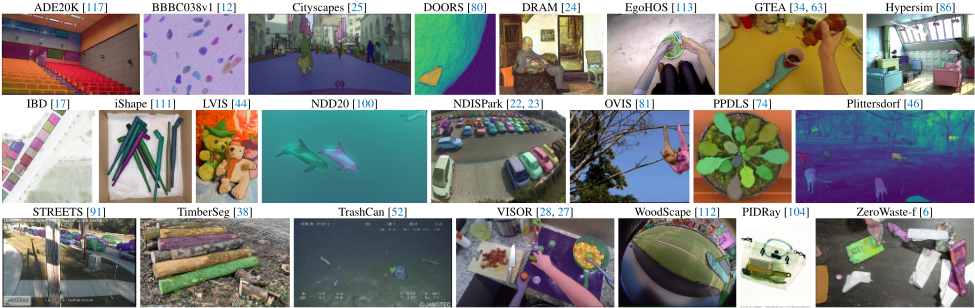 ADE20K [117] BBBC038v1 [12] Cityscapes [25] DOORS [80] DRAM [24] EgoHOS [113] GTEA [34, 63] Hypersim [86]
IBD [17] iShape [111] LVIS [44] NDD20 [100] NDISPark [22, 23] OVIS [81] PPDLS [74] Plittersdorf [46]
STREETS [91] TimberSeg [38] TrashCan [52] VISOR [28, 27] WoodScape [112] PIDRay [104] ZeroWaste-f [6]
©JAMSTEC